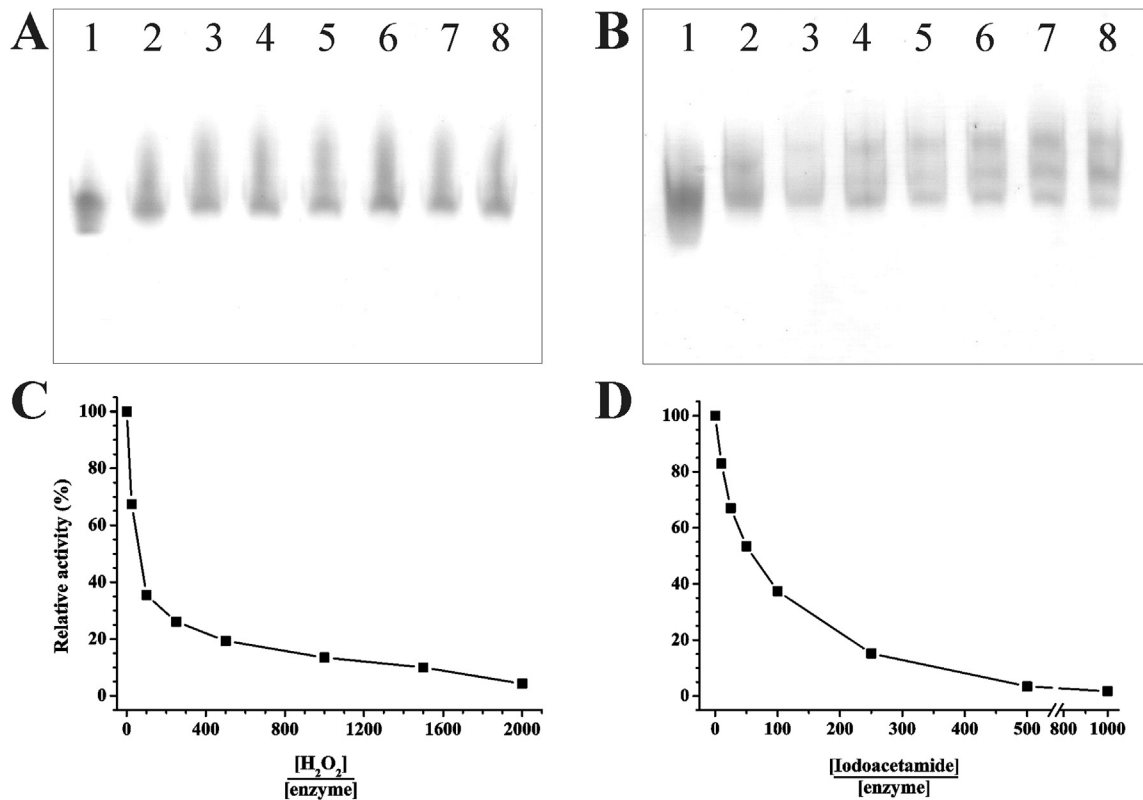 A
1 2 3 4 5 6 7 8
B
1 2 3 4 5 6 7 8
C
Relative activity (%)
100
80
60
40
20
0
0 400 800 1200 1600 2000
[H₂O₂]
[enzyme]
D
100
80
60
40
20
0
0 100 200 300 400 500 800 1000
[Iodoacetamide]
[enzyme]